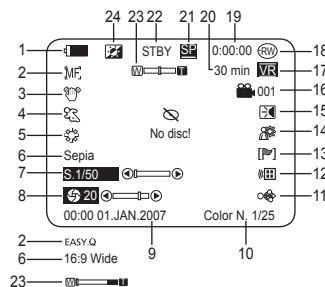 24 22 21 20 19
23
1 STBY SP 0:00:00 RW 18
W T 30 min VR 17
2 MF 001 16
3 15
4 14
5 No disc! 13
6 Sepia
7 S.1/50 12
8 20 11
00:00 01.JAN.2007 Color N. 1/25
9 10
2 EASY.Q
6 16:9 Wide
23 W T